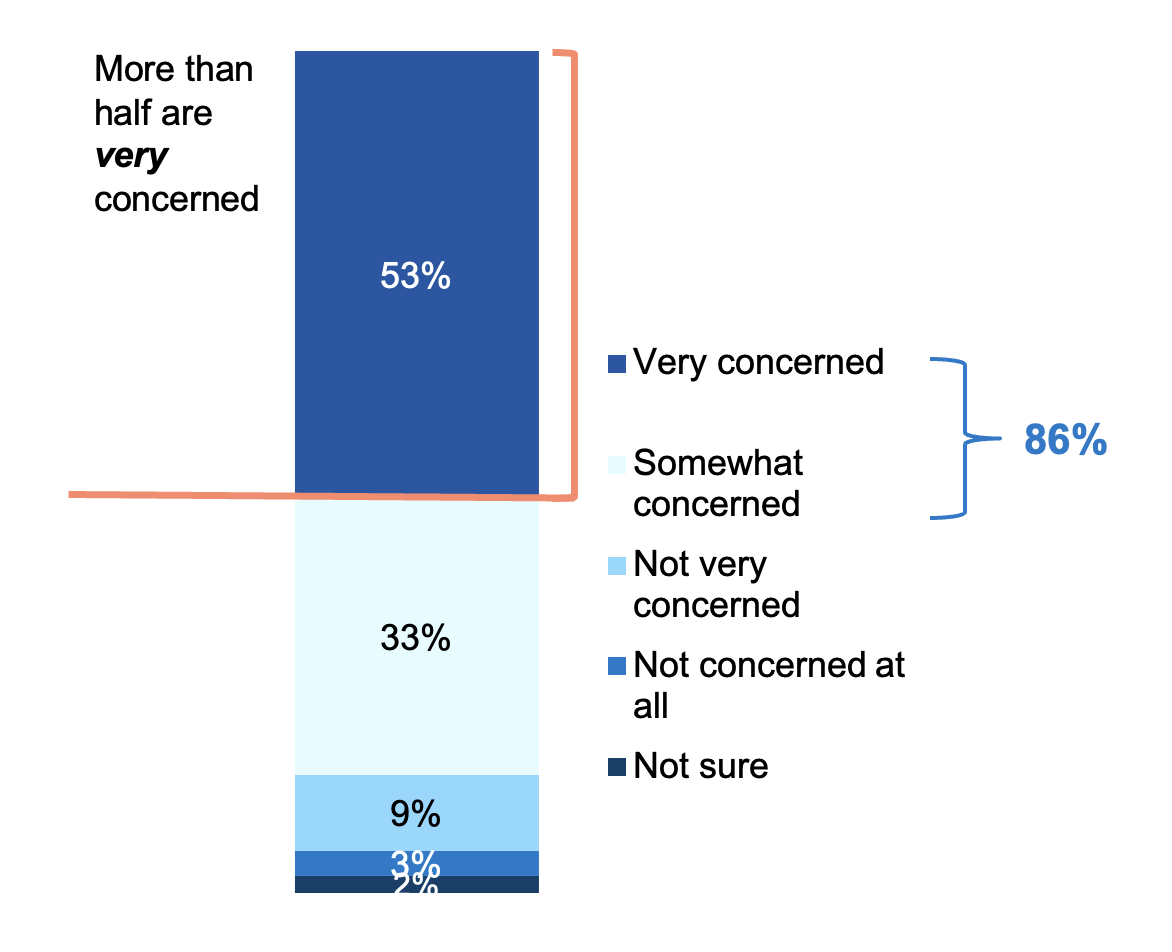 More than
half are
very
concerned
53%
33%
9%
3%
2%
Very concerned
Somewhat
concerned
Not very
concerned
Not concerned at
all
Not sure
86%